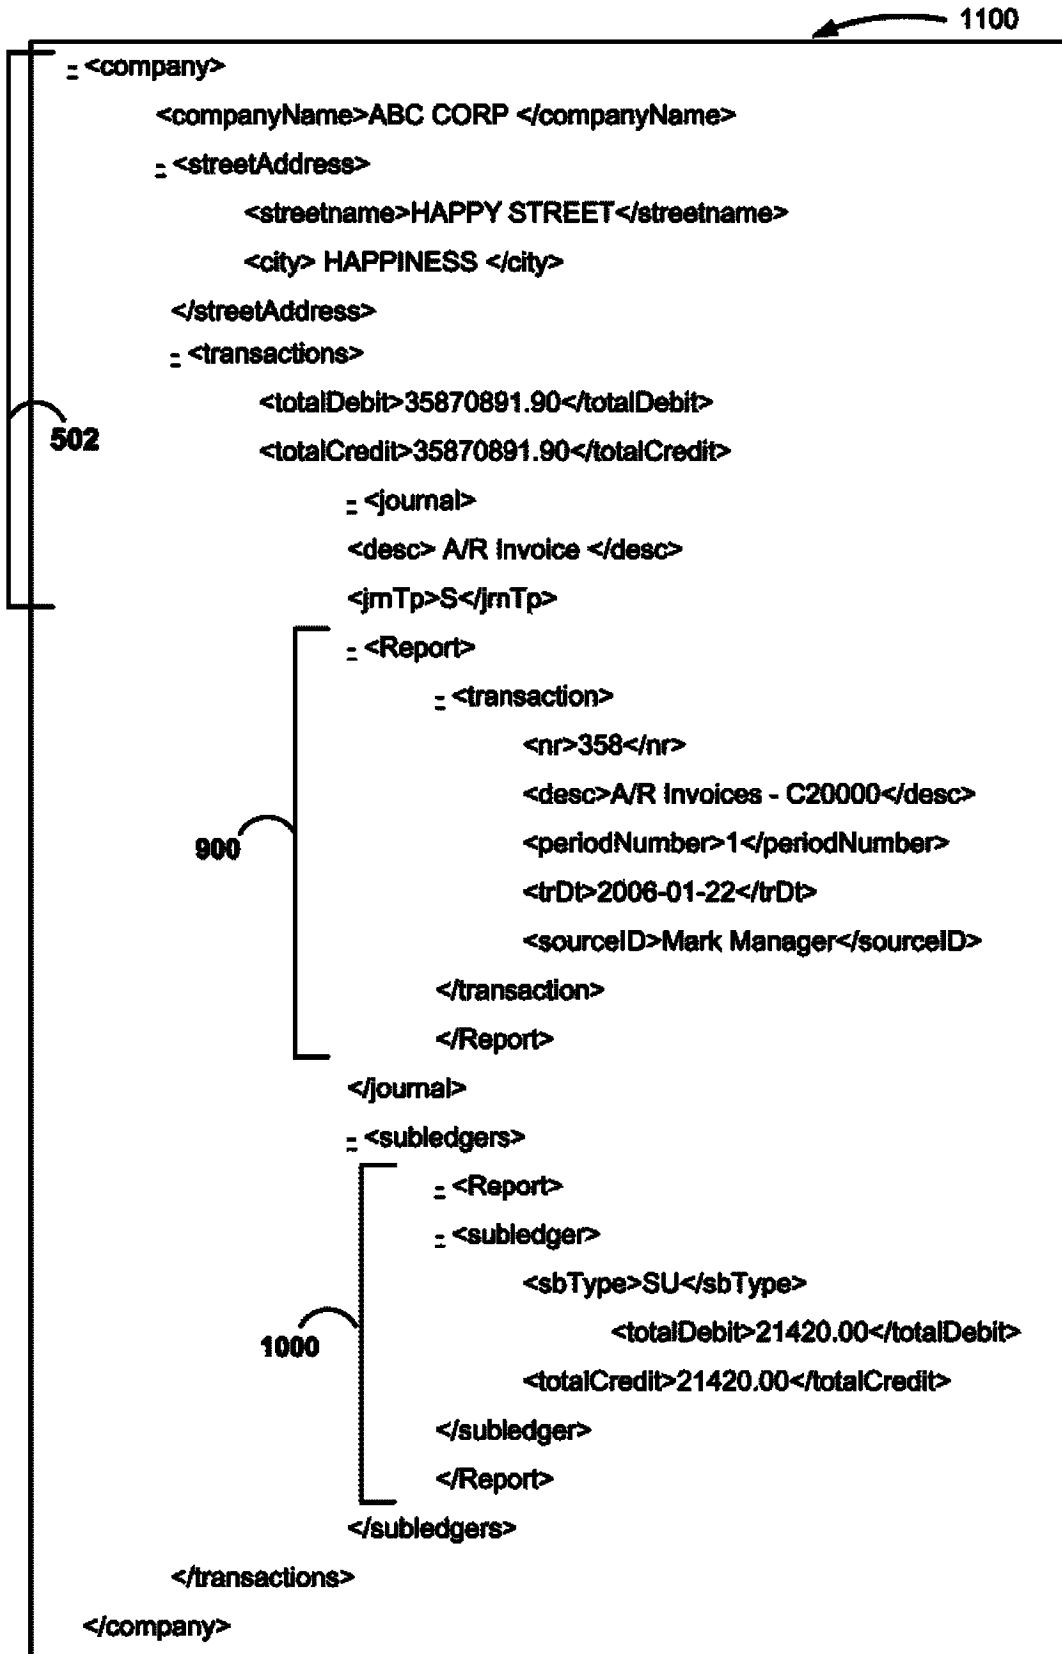 1100
- <company>
<companyName>ABC CORP </companyName>
- <streetAddress>
<streetname>HAPPY STREET</streetname>
<city> HAPPINESS </city>
</streetAddress>
- <transactions>
<totalDebit>35870891.90</totalDebit>
502
<totalCredit>35870891.90</totalCredit>
- <journal>
<desc> A/R Invoice </desc>
<jrnTp>S</jrnTp>
- <Report>
- <transaction>
<nr>358</nr>
<desc>A/R Invoices - C20000</desc>
900
<periodNumber>1</periodNumber>
<trDt>2006-01-22</trDt>
<sourceID>Mark Manager</sourceID>
</transaction>
</Report>
</journal>
- <subledgers>
- <Report>
- <subledger>
<sbType>SU</sbType>
1000
<totalDebit>21420.00</totalDebit>
<totalCredit>21420.00</totalCredit>
</subledger>
</Report>
</subledgers>
</transactions>
</company>